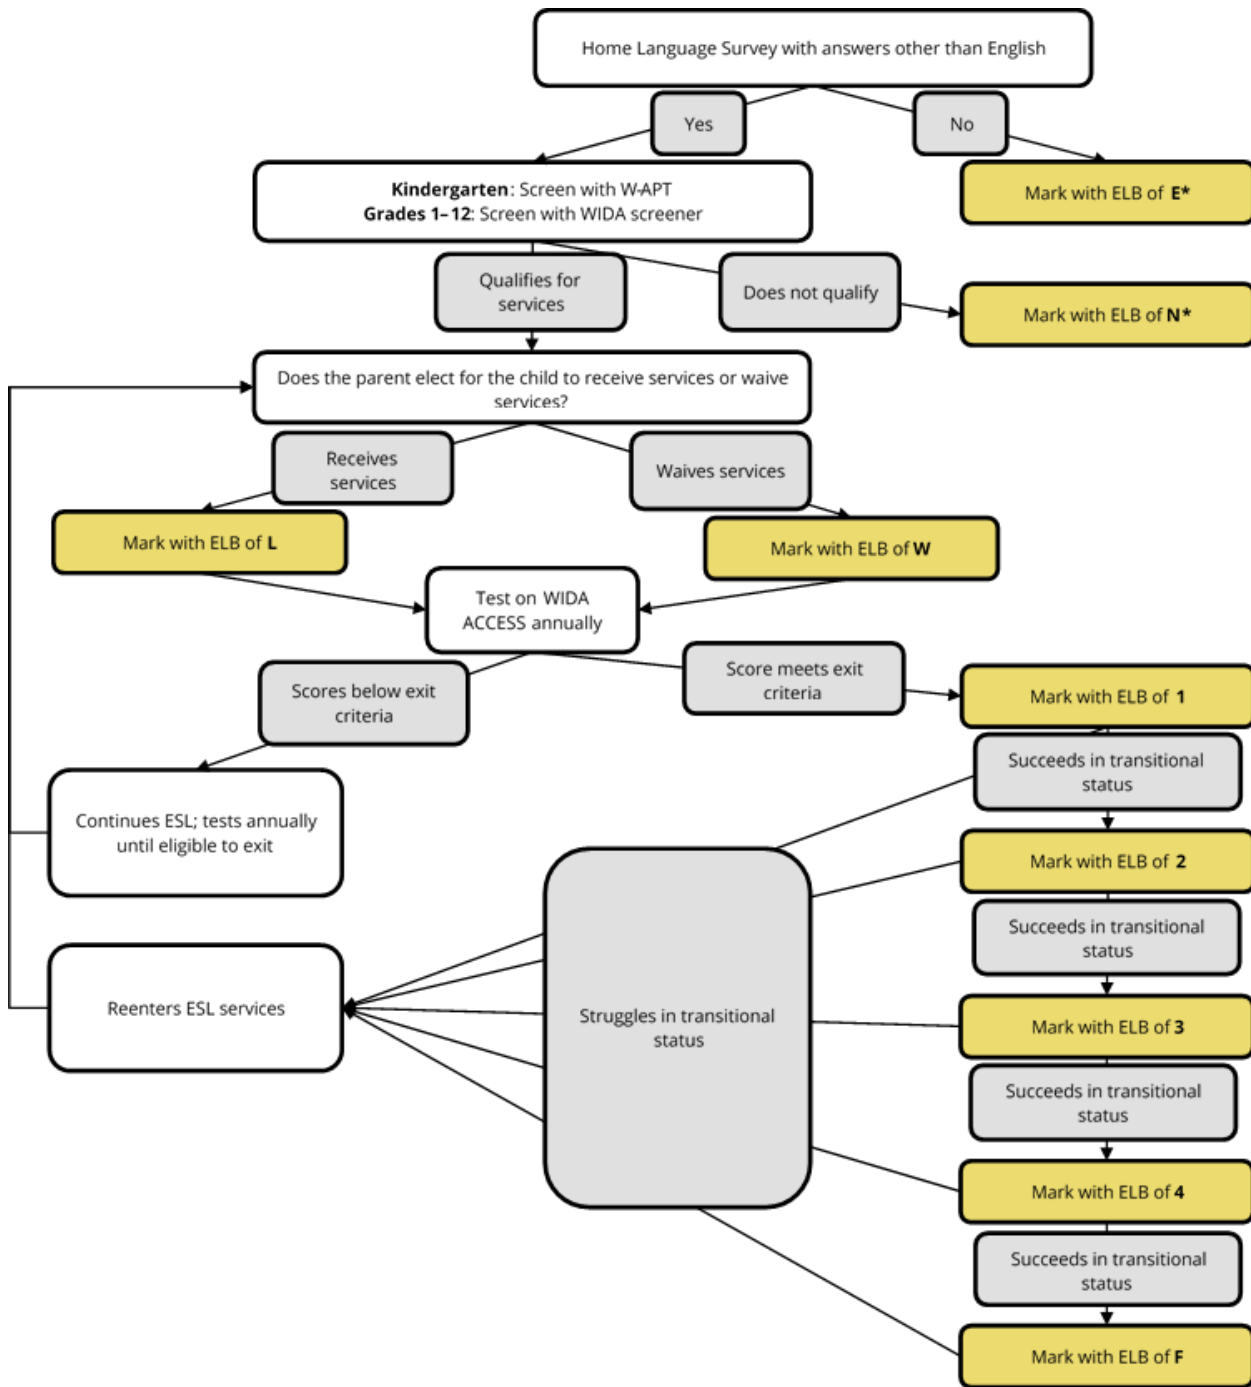 Home Language Survey with answers other than English
Yes
No
Kindergarten: Screen with W-APT
Grades 1–12: Screen with WIDA screener
Mark with ELB of E*
Qualifies for
services
Does not qualify
Mark with ELB of N*
Does the parent elect for the child to receive services or waive
services?
Receives
services
Waives services
Mark with ELB of L
Mark with ELB of W
Test on WIDA
ACCESS annually
Scores below exit
criteria
Score meets exit
criteria
Mark with ELB of 1
Succeeds in transitional
status
Continues ESL; tests annually
until eligible to exit
Mark with ELB of 2
Succeeds in transitional
status
Reenters ESL services
Struggles in transitional
status
Mark with ELB of 3
Succeeds in transitional
status
Mark with ELB of 4
Succeeds in transitional
status
Mark with ELB of F